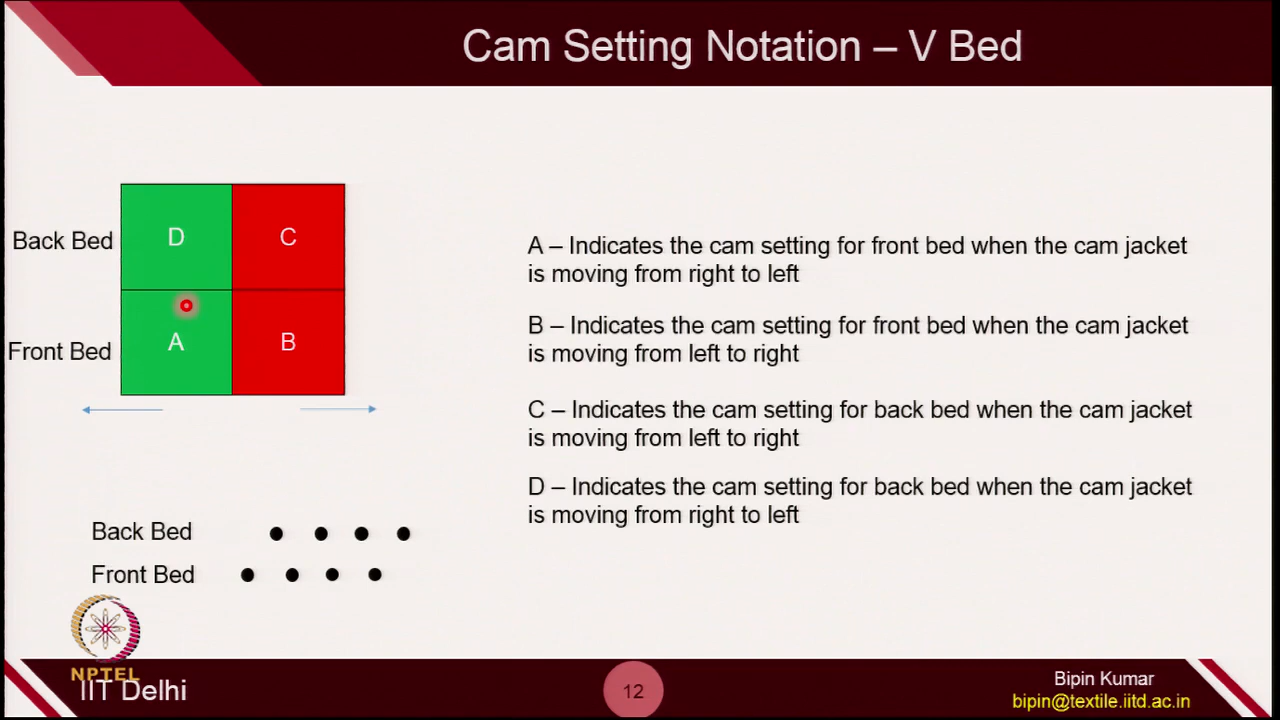 Cam Setting Notation – V Bed
Back Bed
D
C
Front Bed
A
B
A – Indicates the cam setting for front bed when the cam jacket
is moving from right to left
B – Indicates the cam setting for front bed when the cam jacket
is moving from left to right
C – Indicates the cam setting for back bed when the cam jacket
is moving from left to right
D – Indicates the cam setting for back bed when the cam jacket
is moving from right to left
Back Bed
Front Bed
NPTEL
IIT Delhi
12
Bipin Kumar
bipin@textile.iitd.ac.in